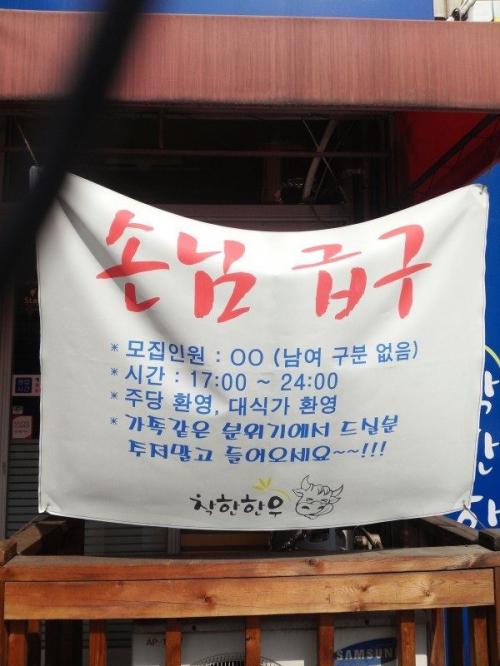 손님 급구
* 모집인원 : OO (남여 구분 없음)
* 시간 : 17:00 ~ 24:00
* 주당 환영, 대식가 환영
* 가족같은 분위기에서 드실분
주저말고 들어오세요~~!!!
착한한우
SAMSUNG